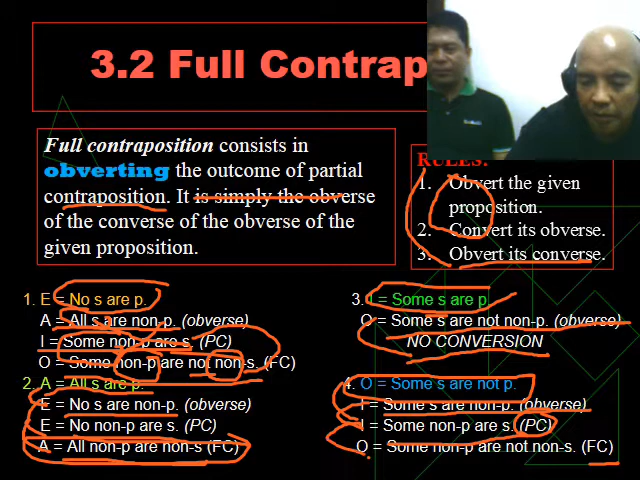 3.2 Full Contrap
Full contraposition consists in
obverting the outcome of partial
contraposition. It is simply the obverse
of the converse of the obverse of the
given proposition.
RULES:
1. Obvert the given
proposition.
2. Convert its obverse.
3. Obvert its converse.
1. E = No s are p.
A = All s are non-p. (obverse)
I = Some non-p are s. (PC)
O = Some non-p are not non-s. (FC)
2. A = All s are p.
E = No s are non-p. (obverse)
E = No non-p are s. (PC)
A = All non-p are non-s (FC)
3. I = Some s are p
O = Some s are not non-p. (obverse)
NO CONVERSION
4. O = Some s are not p.
I = Some s are non-p. (obverse)
I = Some non-p are s. (PC)
O = Some non-p are not non-s. (FC)